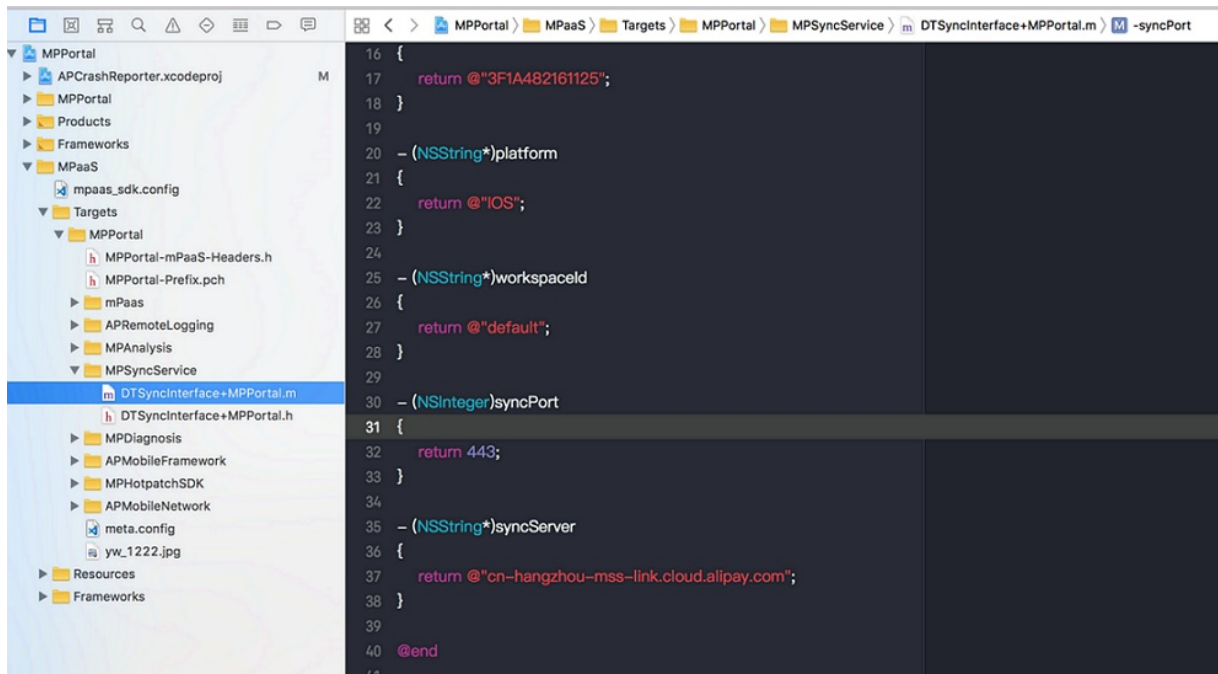 MPPortal 〉 MPaaS 〉 Targets 〉 MPPortal 〉 MPSyncService 〉 m DTSyncInterface+MPPortal.m 〉 M -syncPort
MPPortal
APCrashReporter.xcodeproj M
MPPortal
Products
Frameworks
MPaaS
mpaas_sdk.config
Targets
MPPortal
h MPPortal-mPaaS-Headers.h
h MPPortal-Prefix.pch
mPaas
APRemoteLogging
MPAnalysis
MPSyncService
m DTSyncInterface+MPPortal.m
h DTSyncInterface+MPPortal.h
MPDiagnosis
APMobileFramework
MPHotpatchSDK
APMobileNetwork
meta.config
yw_1222.jpg
Resources
Frameworks
16 {
17 return @"3F1A482161125";
18 }
19
20 – (NSString*)platform
21 {
22 return @"IOS";
23 }
24
25 – (NSString*)workspaceId
26 {
27 return @"default";
28 }
29
30 – (NSInteger)syncPort
31 {
32 return 443;
33 }
34
35 – (NSString*)syncServer
36 {
37 return @"cn–hangzhou–mss–link.cloud.alipay.com";
38 }
39
40 @end